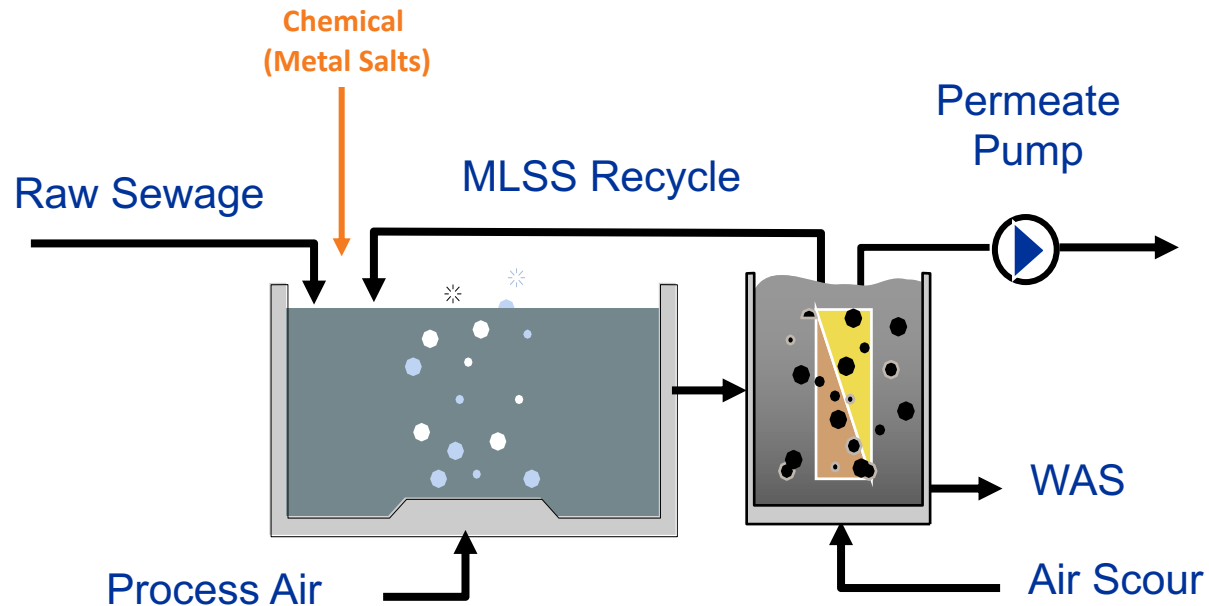 Chemical
(Metal Salts)
Permeate
Pump
MLSS Recycle
Raw Sewage
WAS
Air Scour
Process Air